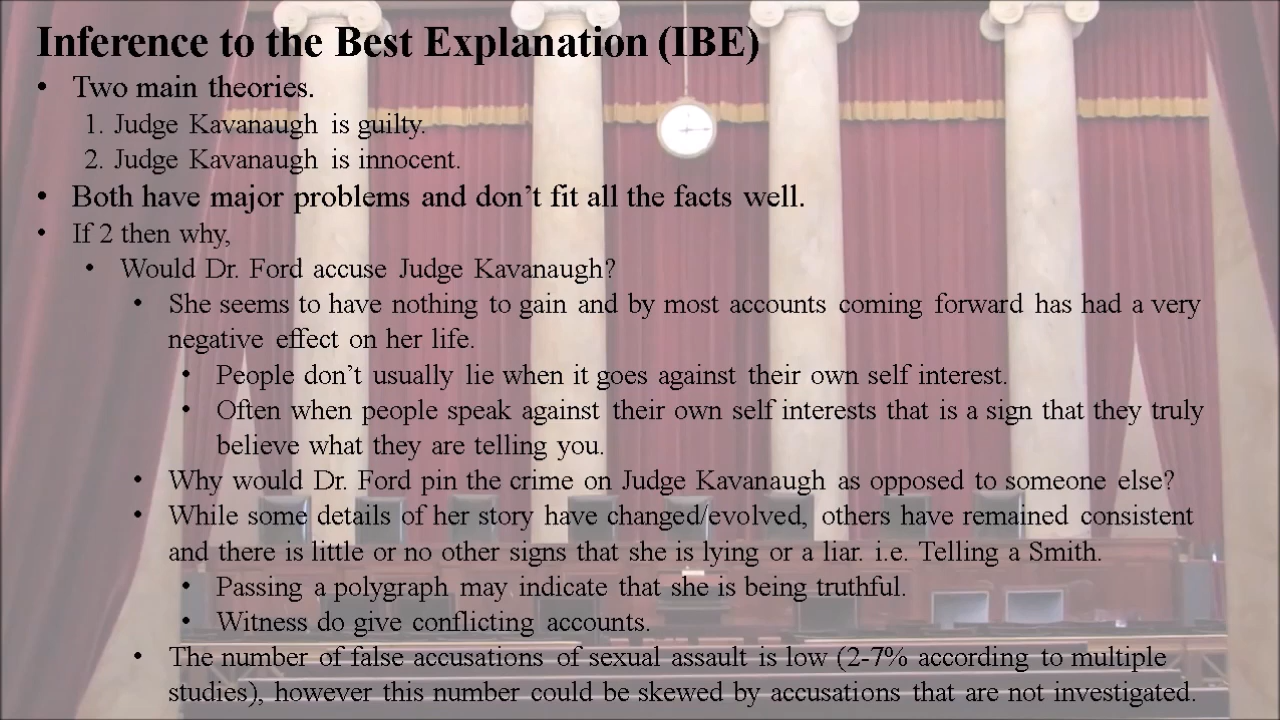 Inference to the Best Explanation (IBE)
• Two main theories.
1. Judge Kavanaugh is guilty.
2. Judge Kavanaugh is innocent.
• Both have major problems and don't fit all the facts well.
• If 2 then why,
• Would Dr. Ford accuse Judge Kavanaugh?
• She seems to have nothing to gain and by most accounts coming forward has had a very
negative effect on her life.
• People don't usually lie when it goes against their own self interest.
• Often when people speak against their own self interests that is a sign that they truly
believe what they are telling you.
• Why would Dr. Ford pin the crime on Judge Kavanaugh as opposed to someone else?
• While some details of her story have changed/evolved, others have remained consistent
and there is little or no other signs that she is lying or a liar. i.e. Telling a Smith.
• Passing a polygraph may indicate that she is being truthful.
• Witness do give conflicting accounts.
• The number of false accusations of sexual assault is low (2-7% according to multiple
studies), however this number could be skewed by accusations that are not investigated.